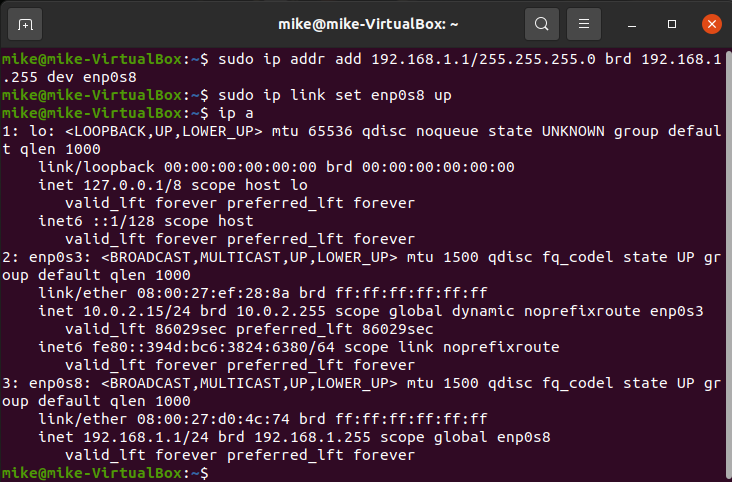 mike@mike-VirtualBox: ~
mike@mike-VirtualBox:~$ sudo ip addr add 192.168.1.1/255.255.255.0 brd 192.168.1
.255 dev enp0s8
mike@mike-VirtualBox:~$ sudo ip link set enp0s8 up
mike@mike-VirtualBox:~$ ip a
1: lo: <LOOPBACK,UP,LOWER_UP> mtu 65536 qdisc noqueue state UNKNOWN group defaul
t qlen 1000
    link/loopback 00:00:00:00:00:00 brd 00:00:00:00:00:00
    inet 127.0.0.1/8 scope host lo
       valid_lft forever preferred_lft forever
    inet6 ::1/128 scope host
       valid_lft forever preferred_lft forever
2: enp0s3: <BROADCAST,MULTICAST,UP,LOWER_UP> mtu 1500 qdisc fq_codel state UP gr
oup default qlen 1000
    link/ether 08:00:27:ef:28:8a brd ff:ff:ff:ff:ff:ff
    inet 10.0.2.15/24 brd 10.0.2.255 scope global dynamic noprefixroute enp0s3
       valid_lft 86029sec preferred_lft 86029sec
    inet6 fe80::394d:bc6:3824:6380/64 scope link noprefixroute
       valid_lft forever preferred_lft forever
3: enp0s8: <BROADCAST,MULTICAST,UP,LOWER_UP> mtu 1500 qdisc fq_codel state UP gr
oup default qlen 1000
    link/ether 08:00:27:d0:4c:74 brd ff:ff:ff:ff:ff:ff
    inet 192.168.1.1/24 brd 192.168.1.255 scope global enp0s8
       valid_lft forever preferred_lft forever
mike@mike-VirtualBox:~$